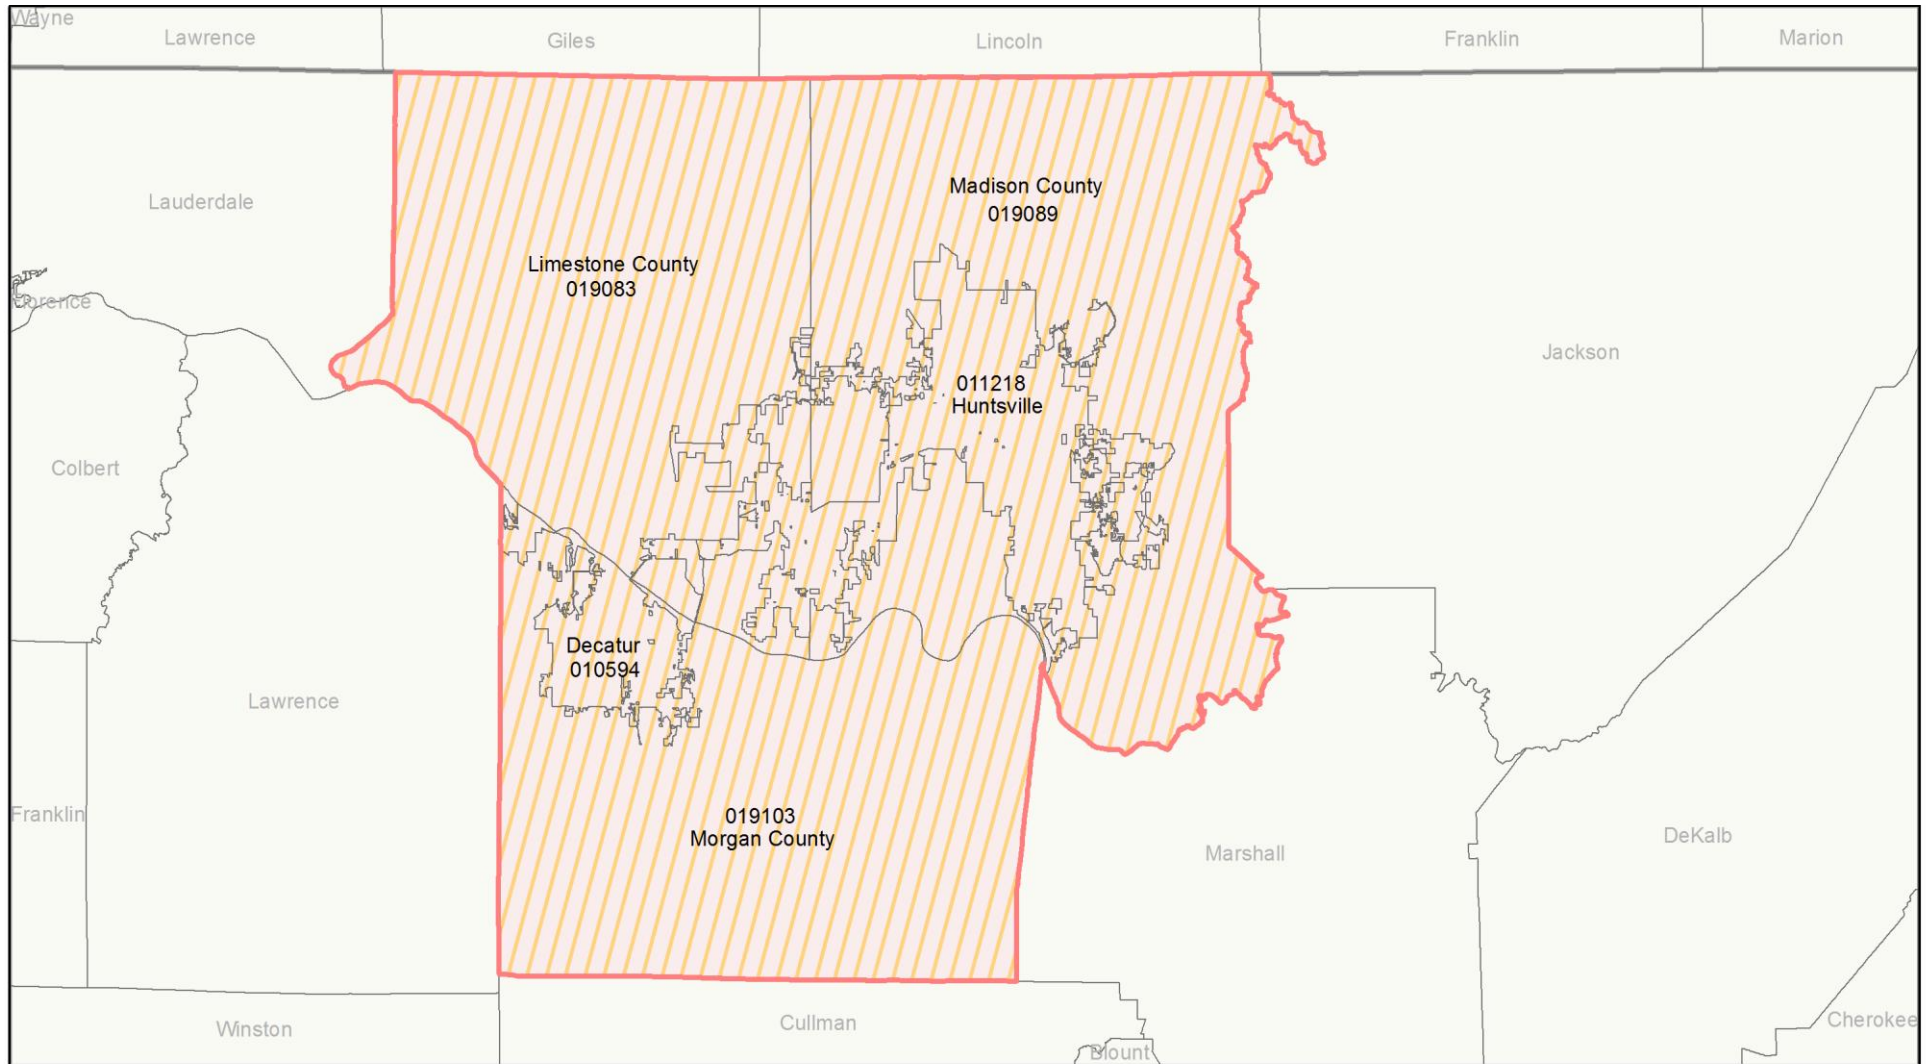 Wayne
Lawrence
Giles
Lincoln
Franklin
Marion
Lauderdale
Madison County
019089
Limestone County
019083
Florence
Jackson
011218
Huntsville
Colbert
Decatur
010594
Lawrence
Franklin
019103
Morgan County
Marshall
DeKalb
Winston
Cullman
Cherokee
Blount